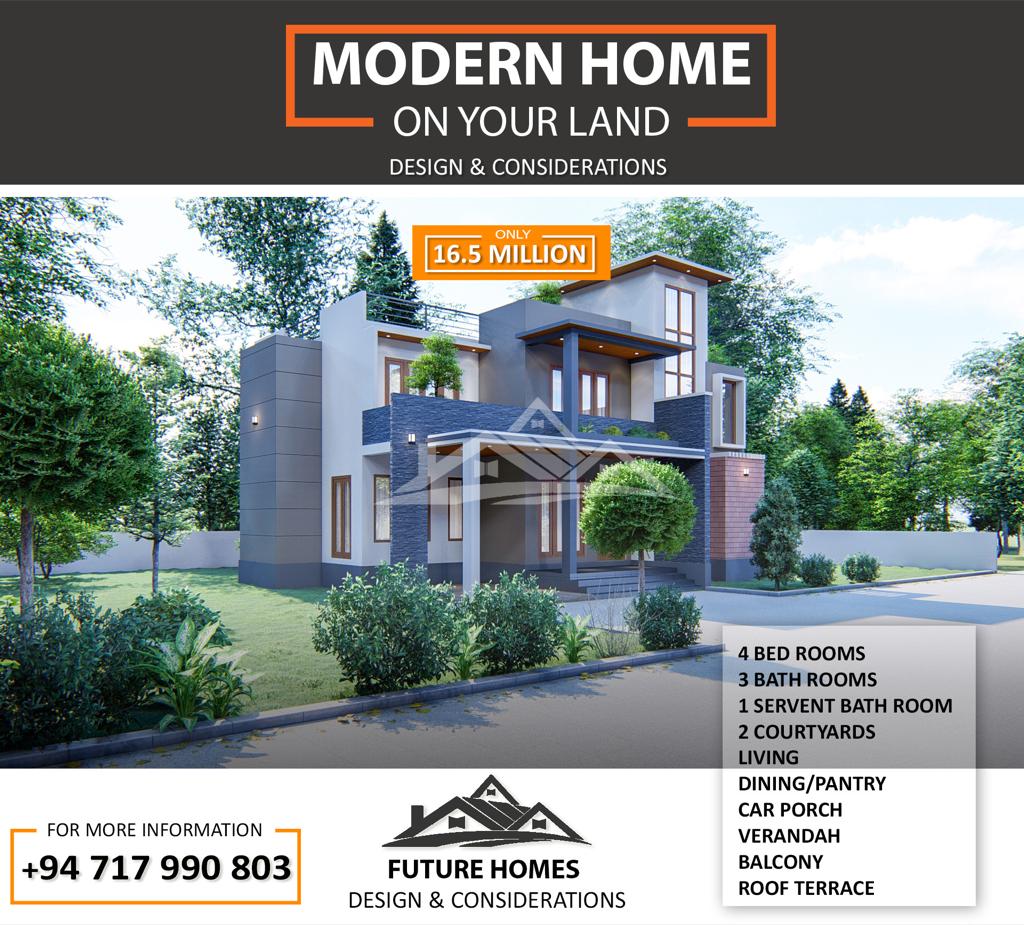 MODERN HOME
ON YOUR LAND
DESIGN & CONSIDERATIONS
ONLY
16.5 MILLION
4 BED ROOMS
3 BATH ROOMS
1 SERVENT BATH ROOM
2 COURTYARDS
LIVING
DINING/PANTRY
CAR PORCH
VERANDAH
BALCONY
ROOF TERRACE
FOR MORE INFORMATION
+94 717 990 803
FUTURE HOMES
DESIGN & CONSIDERATIONS